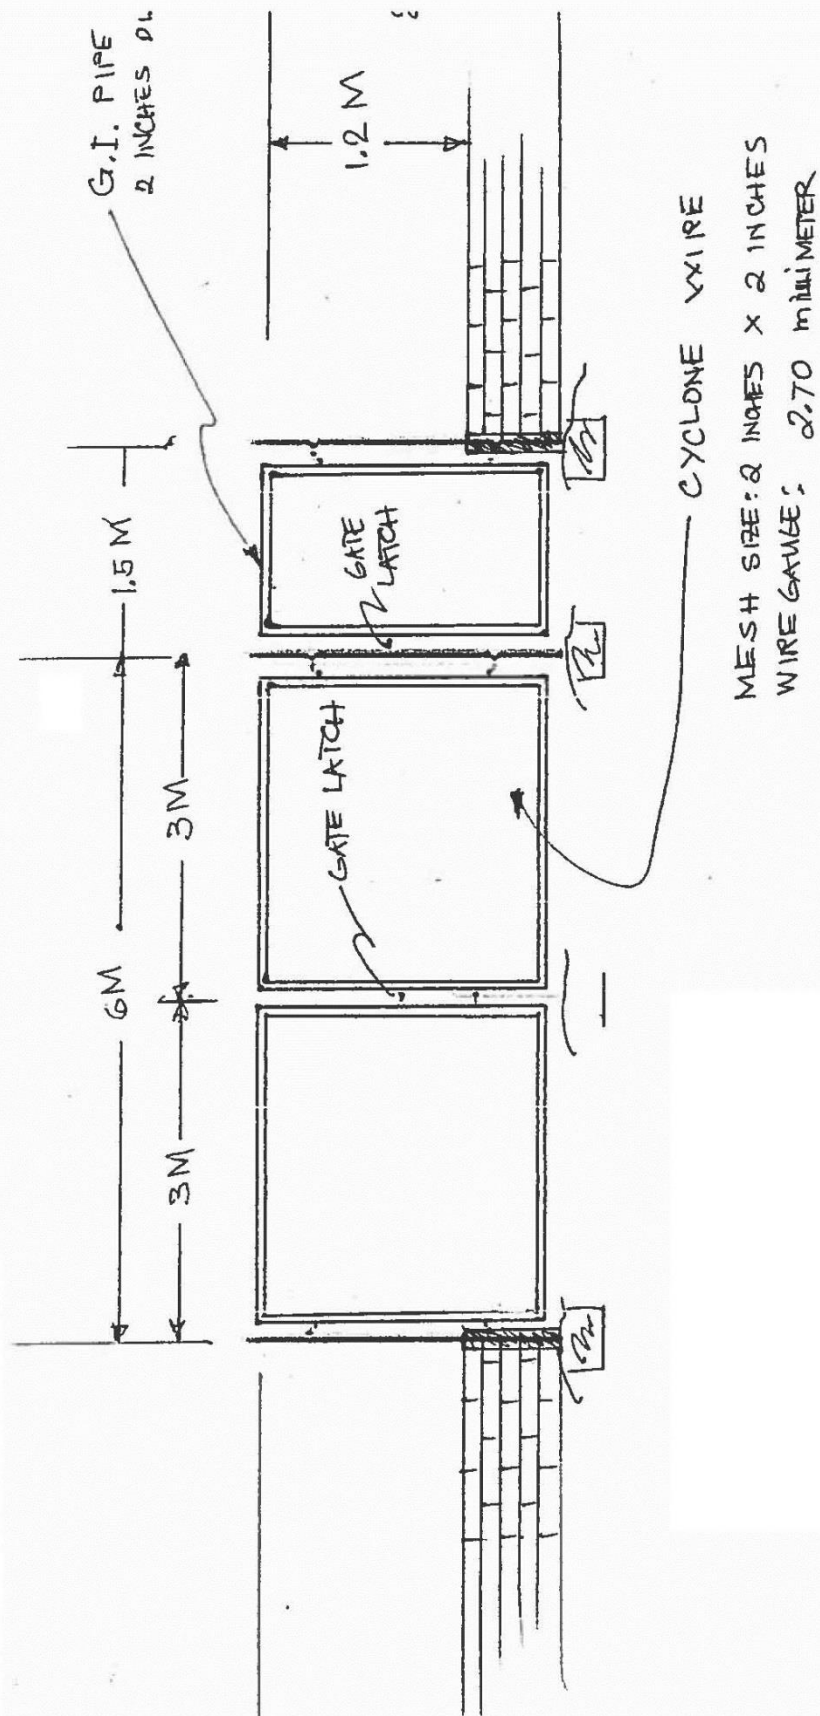 G.I. PIPE
2 INCHES DI.
1.2 M
1.5 M
6M
3M
3M
GATE
LATCH
GATE LATCH
CYCLONE WIRE
MESH SIZE: 2 INCHES X 2 INCHES
WIRE GAUGE: 2.70 millIMETER